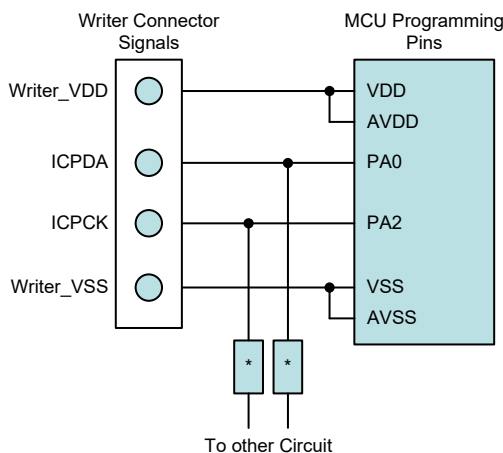 Writer Connector
Signals
MCU Programming
Pins
Writer_VDD
VDD
AVDD
ICPDA
PA0
ICPCK
PA2
Writer_VSS
VSS
AVSS
*
*
To other Circuit